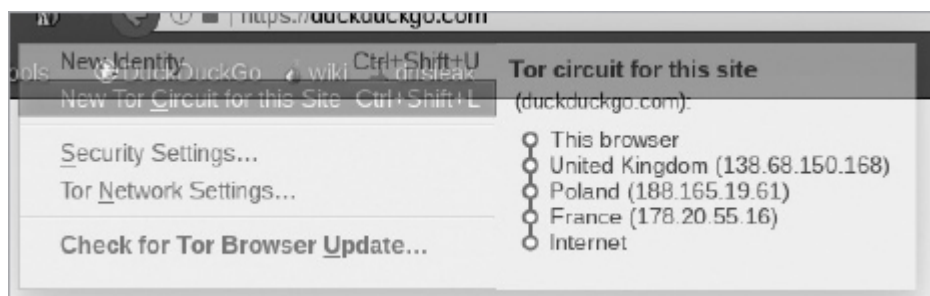 https://duckduckgo.com
New Identity Ctrl+Shift+U
ools DuckDuckGo wiki dnsleak
New Tor Circuit for this Site Ctrl+Shift+L
Security Settings...
Tor Network Settings...
Check for Tor Browser Update...
Tor circuit for this site
(duckduckgo.com):
This browser
United Kingdom (138.68.150.168)
Poland (188.165.19.61)
France (178.20.55.16)
Internet